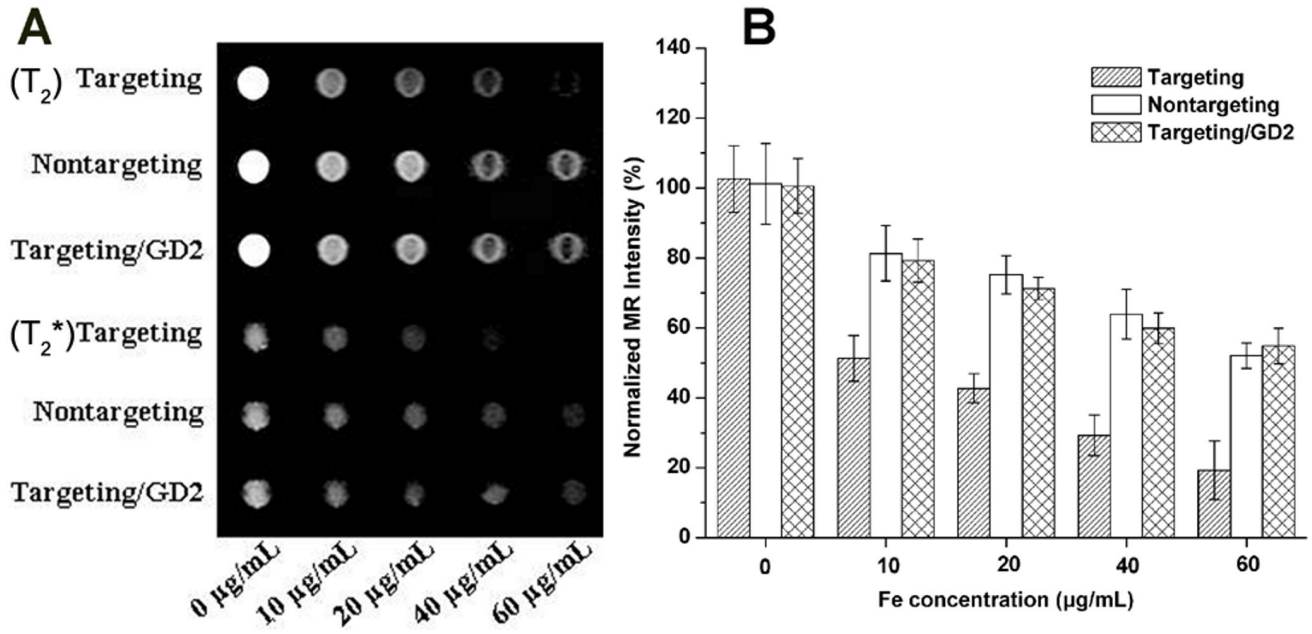 A
(T2) Targeting
Nontargeting
Targeting/GD2
(T2*)Targeting
Nontargeting
Targeting/GD2
0 µg/mL
10 µg/mL
20 µg/mL
40 µg/mL
60 µg/mL
B
Normalized MR Intensity (%)
140
120
100
80
60
40
20
0
Targeting
Nontargeting
Targeting/GD2
0
10
20
40
60
Fe concentration (µg/mL)